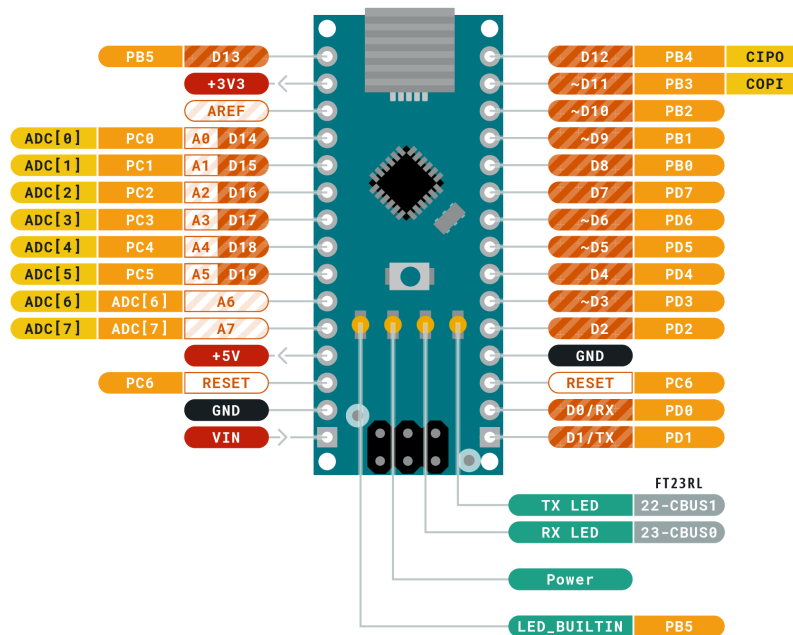 PB5 D13 D12 PB4 CIPO
+3V3 ~D11 PB3 COPI
AREF ~D10 PB2
ADC[0] PC0 A0 D14 ~D9 PB1
ADC[1] PC1 A1 D15 D8 PB0
ADC[2] PC2 A2 D16 D7 PD7
ADC[3] PC3 A3 D17 ~D6 PD6
ADC[4] PC4 A4 D18 ~D5 PD5
ADC[5] PC5 A5 D19 D4 PD4
ADC[6] ADC[6] A6 ~D3 PD3
ADC[7] ADC[7] A7 D2 PD2
+5V GND
PC6 RESET RESET PC6
GND D0/RX PD0
VIN D1/TX PD1
FT23RL
TX LED 22-CBUS1
RX LED 23-CBUS0
Power
LED_BUILTIN PB5